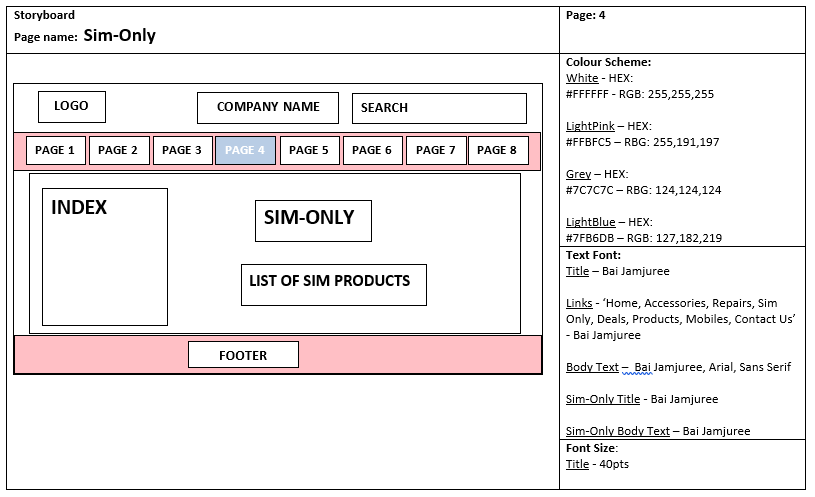 Storyboard
Page name: Sim-Only
Page: 4
LOGO
COMPANY NAME
SEARCH
PAGE 1
PAGE 2
PAGE 3
PAGE 4
PAGE 5
PAGE 6
PAGE 7
PAGE 8
INDEX
SIM-ONLY
LIST OF SIM PRODUCTS
FOOTER
Colour Scheme:
White - HEX:
#FFFFFF - RGB: 255,255,255
LightPink – HEX:
#FFBFC5 – RBG: 255,191,197
Grey – HEX:
#7C7C7C – RBG: 124,124,124
LightBlue – HEX:
#7FB6DB – RGB: 127,182,219
Text Font:
Title – Bai Jamjuree
Links - ‘Home, Accessories, Repairs, Sim
Only, Deals, Products, Mobiles, Contact Us’
- Bai Jamjuree
Body Text – Bai Jamjuree, Arial, Sans Serif
Sim-Only Title - Bai Jamjuree
Sim-Only Body Text – Bai Jamjuree
Font Size:
Title - 40pts